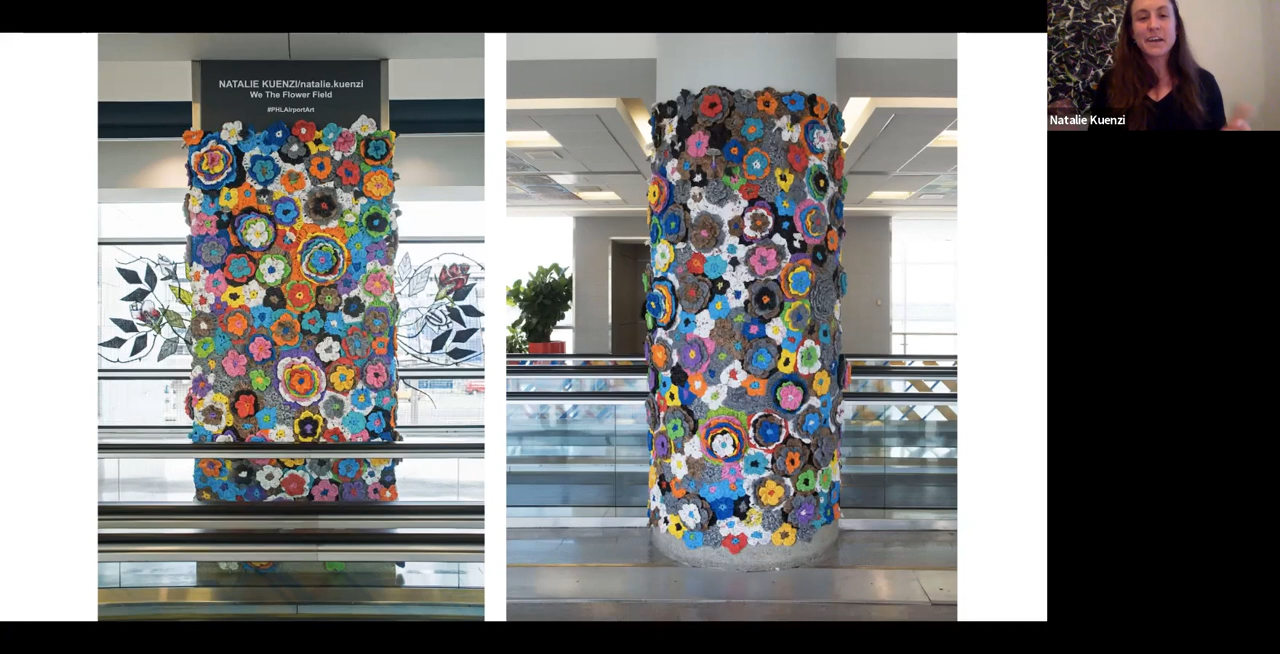 NATALIE KUENZI/natalie.kuenzi
We The Flower Field
#PHLAirportArt
Natalie Kuenzi